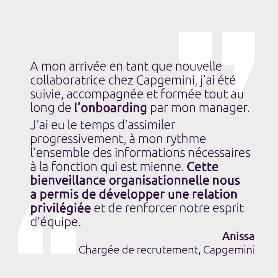 A mon arrivée en tant que nouvelle
collaboratrice chez Capgemini, j'ai été
suivie, accompagnée et formée tout au
long de l'onboarding par mon manager.
J'ai eu le temps d'assimiler
progressivement, à mon rythme
l'ensemble des informations nécessaires
à la fonction qui est mienne. Cette
bienveillance organisationnelle nous
a permis de développer une relation
privilégiée et de renforcer notre esprit
d'équipe.
Anissa
Chargée de recrutement, Capgemini